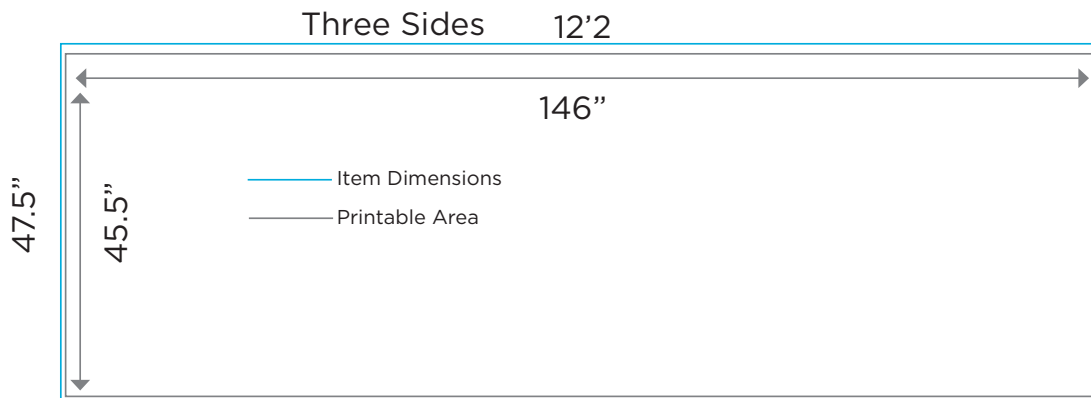 Three Sides 12’2
146”
47.5”
45.5”
Item Dimensions
Printable Area